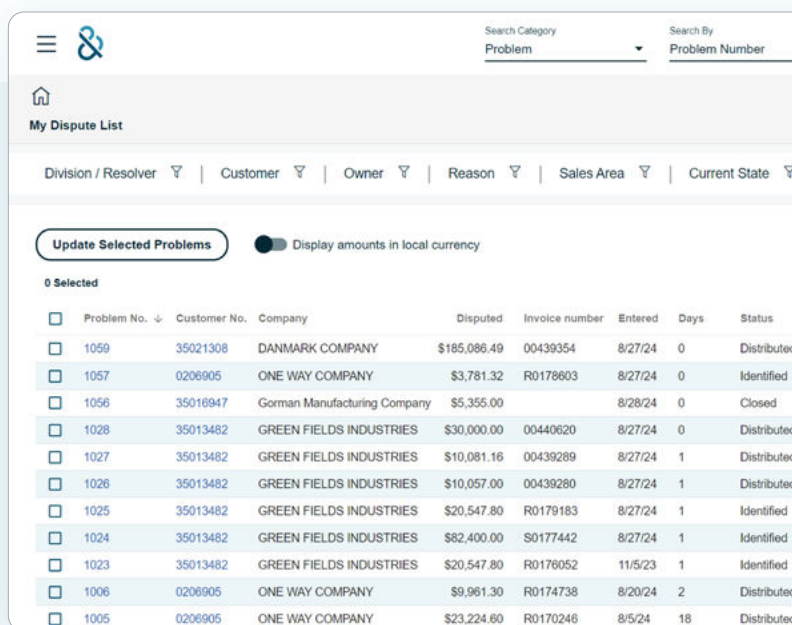 Search Category Search By
Problem Problem Number
My Dispute List
Division / Resolver | Customer | Owner | Reason | Sales Area | Current State
Update Selected Problems Display amounts in local currency
0 Selected
Problem No. ↓ Customer No. Company Disputed Invoice number Entered Days Status
1059 35021308 DANMARK COMPANY $185,086.49 00439354 8/27/24 0 Distributed
1057 0206905 ONE WAY COMPANY $3,781.32 R0178603 8/27/24 0 Identified
1056 35016947 Gorman Manufacturing Company $5,355.00 8/28/24 0 Closed
1028 35013482 GREEN FIELDS INDUSTRIES $30,000.00 00440620 8/27/24 0 Distributed
1027 35013482 GREEN FIELDS INDUSTRIES $10,081.16 00439289 8/27/24 1 Distributed
1026 35013482 GREEN FIELDS INDUSTRIES $10,057.00 00439280 8/27/24 1 Distributed
1025 35013482 GREEN FIELDS INDUSTRIES $20,547.80 R0179183 8/27/24 1 Identified
1024 35013482 GREEN FIELDS INDUSTRIES $82,400.00 S0177442 8/27/24 1 Identified
1023 35013482 GREEN FIELDS INDUSTRIES $20,547.80 R0176052 11/5/23 1 Identified
1006 0206905 ONE WAY COMPANY $9,961.30 R0174738 8/20/24 2 Distributed
1005 0206905 ONE WAY COMPANY $23,224.60 R0170246 8/5/24 18 Distributed